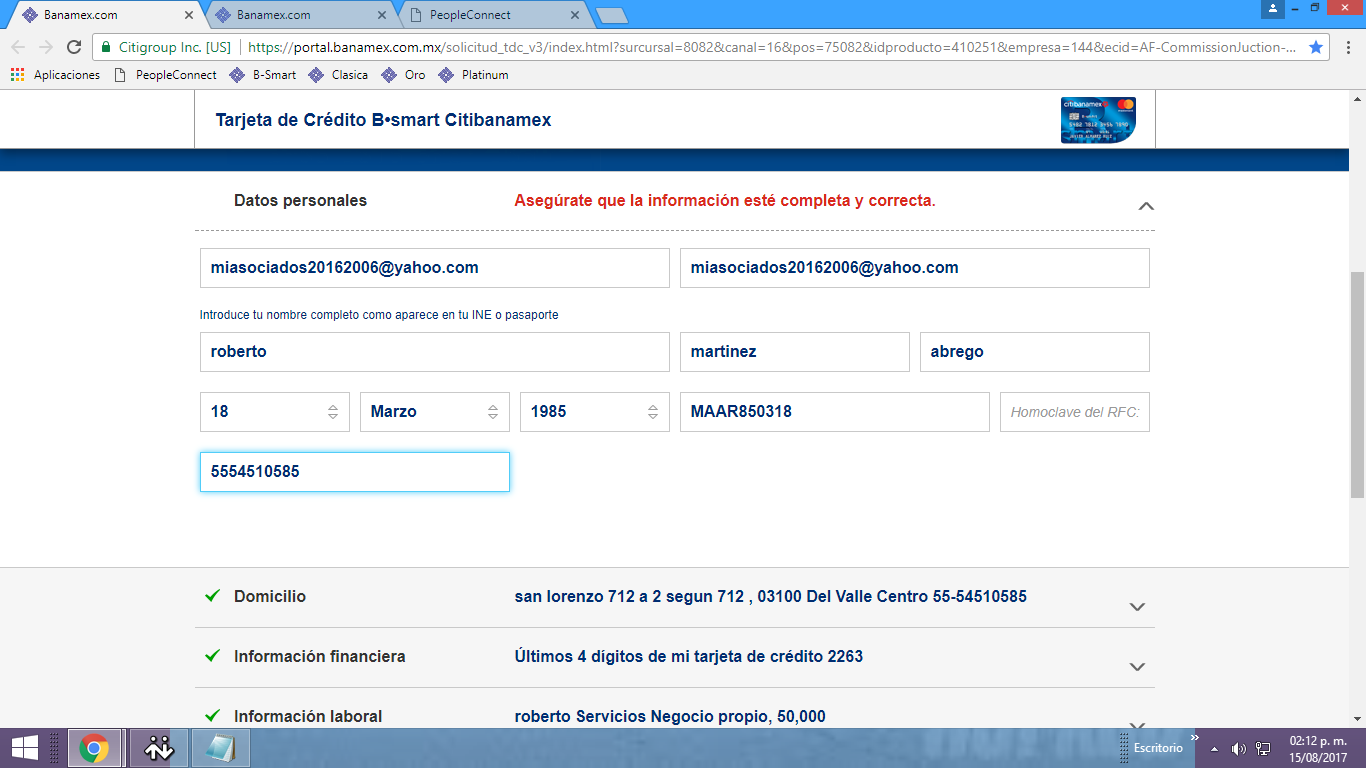 Banamex.com
Banamex.com
PeopleConnect
Citigroup Inc. [US] https://portal.banamex.com.mx/solicitud_tdc_v3/index.html?surcursal=8082&canal=16&pos=75082&idproducto=410251&empresa=144&ecid=AF-CommissionJuction-...
Aplicaciones PeopleConnect B-Smart Clasica Oro Platinum
Tarjeta de Crédito B•smart Citibanamex
citibanamex
Datos personales Asegúrate que la información esté completa y correcta.
miasociados20162006@yahoo.com miasociados20162006@yahoo.com
Introduce tu nombre completo como aparece en tu INE o pasaporte
roberto martinez abrego
18 Marzo 1985 MAAR850318 Homoclave del RFC:
5554510585
Domicilio san lorenzo 712 a 2 segun 712 , 03100 Del Valle Centro 55-54510585
Información financiera Últimos 4 dígitos de mi tarjeta de crédito 2263
Información laboral roberto Servicios Negocio propio, 50,000
Escritorio
02:12 p. m.
15/08/2017